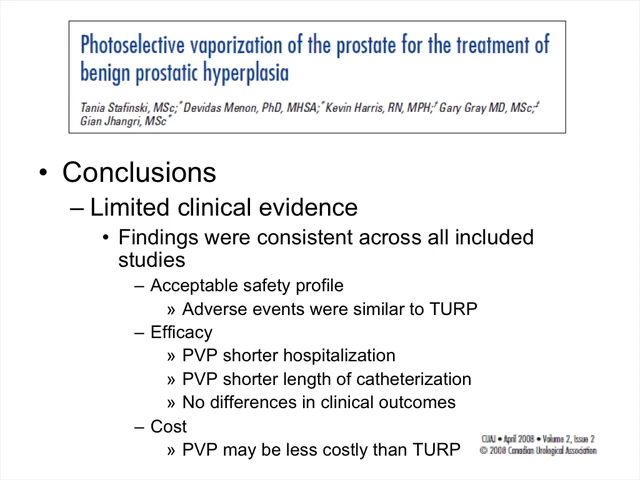 Photoselective vaporization of the prostate for the treatment of
benign prostatic hyperplasia
Tania Stafinski, MSc;* Devidas Menon, PhD, MHSA;* Kevin Harris, RN, MPH;† Gary Gray MD, MSc;‡
Gian Jhangri, MSc*
• Conclusions
– Limited clinical evidence
• Findings were consistent across all included
studies
– Acceptable safety profile
» Adverse events were similar to TURP
– Efficacy
» PVP shorter hospitalization
» PVP shorter length of catheterization
» No differences in clinical outcomes
– Cost
» PVP may be less costly than TURP
CUAJ • April 2008 • Volume 2, Issue 2
© 2008 Canadian Urological Association